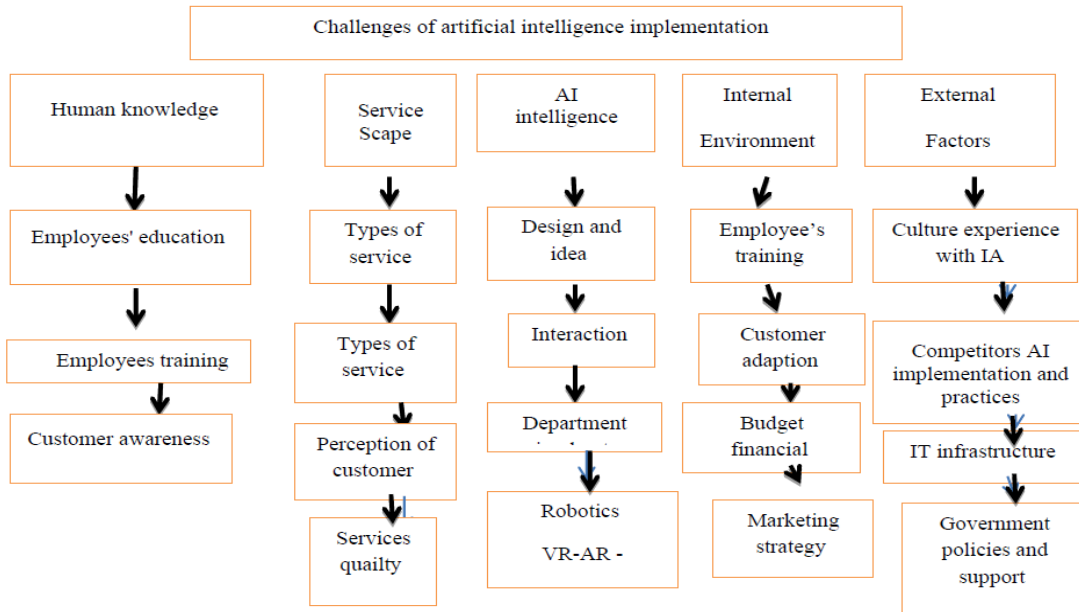 Challenges of artificial intelligence implementation
Human knowledge
Employees' education
Employees training
Customer awareness
Service
Scape
Types of
service
Types of
service
Perception of
customer
Services
quailty
AI
intelligence
Design and
idea
Interaction
Department
Robotics
VR-AR -
Internal
Environment
Employee’s
training
Customer
adaption
Budget
financial
Marketing
strategy
External
Factors
Culture experience
with IA
Competitors AI
implementation and
practices
IT infrastructure
Government
policies and
support